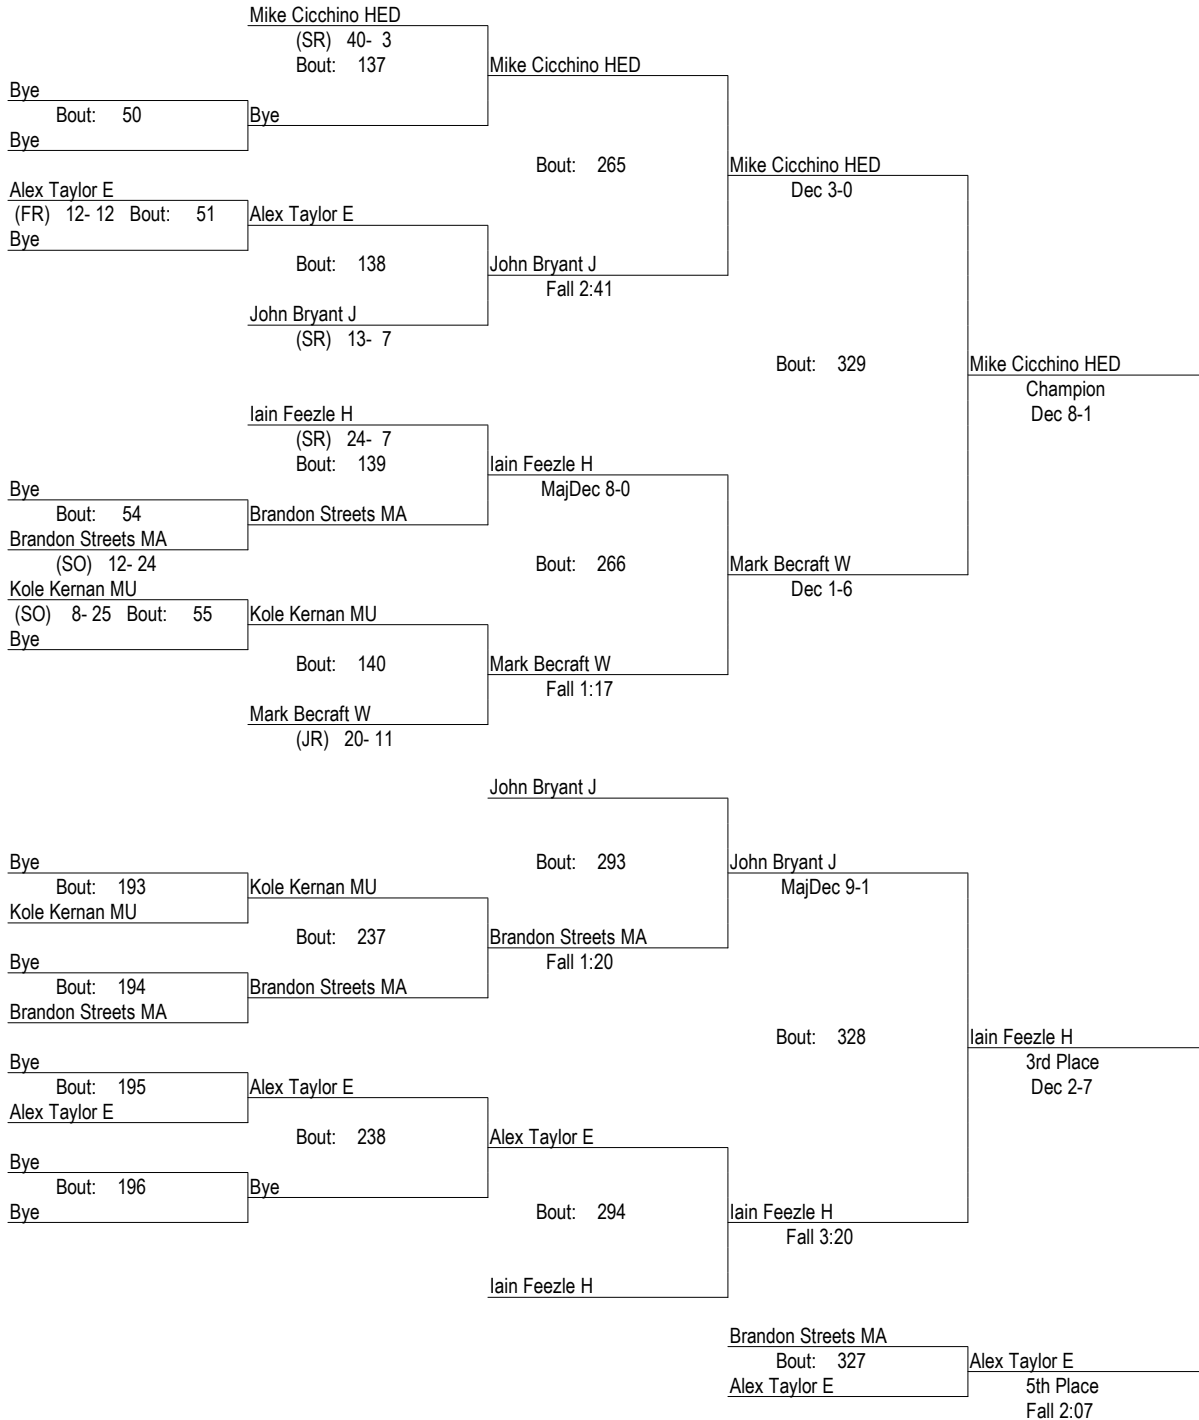 Mike Cicchino HED
(SR) 40- 3
Bout: 137
Mike Cicchino HED
Bye
Bout: 50
Bye
Bye
Bout: 265
Mike Cicchino HED
Dec 3-0
Alex Taylor E
(FR) 12- 12 Bout: 51
Alex Taylor E
Bye
Bout: 138
John Bryant J
Fall 2:41
John Bryant J
(SR) 13- 7
Bout: 329
Mike Cicchino HED
Champion
Dec 8-1
Iain Feezle H
(SR) 24- 7
Bout: 139
Iain Feezle H
MajDec 8-0
Bye
Bout: 54
Brandon Streets MA
Brandon Streets MA
(SO) 12- 24
Bout: 266
Mark Becraft W
Dec 1-6
Kole Kernan MU
(SO) 8- 25 Bout: 55
Kole Kernan MU
Bye
Bout: 140
Mark Becraft W
Fall 1:17
Mark Becraft W
(JR) 20- 11
John Bryant J
Bout: 293
John Bryant J
MajDec 9-1
Bye
Bout: 193
Kole Kernan MU
Kole Kernan MU
Bout: 237
Brandon Streets MA
Fall 1:20
Bye
Bout: 194
Brandon Streets MA
Brandon Streets MA
Bout: 328
Iain Feezle H
3rd Place
Dec 2-7
Bye
Bout: 195
Alex Taylor E
Alex Taylor E
Bout: 238
Alex Taylor E
Bye
Bout: 196
Bye
Bye
Bout: 294
Iain Feezle H
Fall 3:20
Iain Feezle H
Brandon Streets MA
Bout: 327
Alex Taylor E
Alex Taylor E
5th Place
Fall 2:07